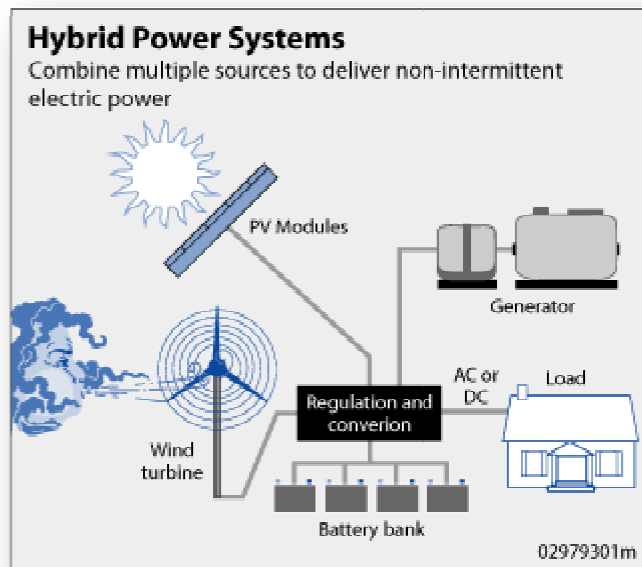 Hybrid Power Systems
Combine multiple sources to deliver non-intermittent
electric power
PV Modules
Generator
AC or
DC
Load
Regulation and
converion
Wind
turbine
Battery bank
02979301m